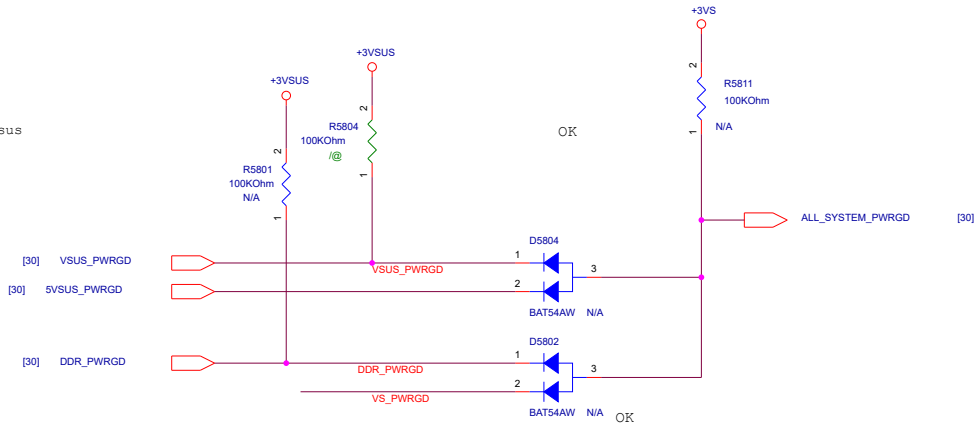 +3VS
+3VSUS
+3VSUS
2
R5811
100KOhm
N/A
1
sus
2
R5804
100KOhm
/@
1
OK
2
R5801
100KOhm
N/A
1
ALL_SYSTEM_PWRGD [30]
D5804
[30] VSUS_PWRGD
VSUS_PWRGD
1
3
[30] 5VSUS_PWRGD
2
BAT54AW N/A
D5802
[30] DDR_PWRGD
DDR_PWRGD
1
3
VS_PWRGD
2
BAT54AW N/A
OK